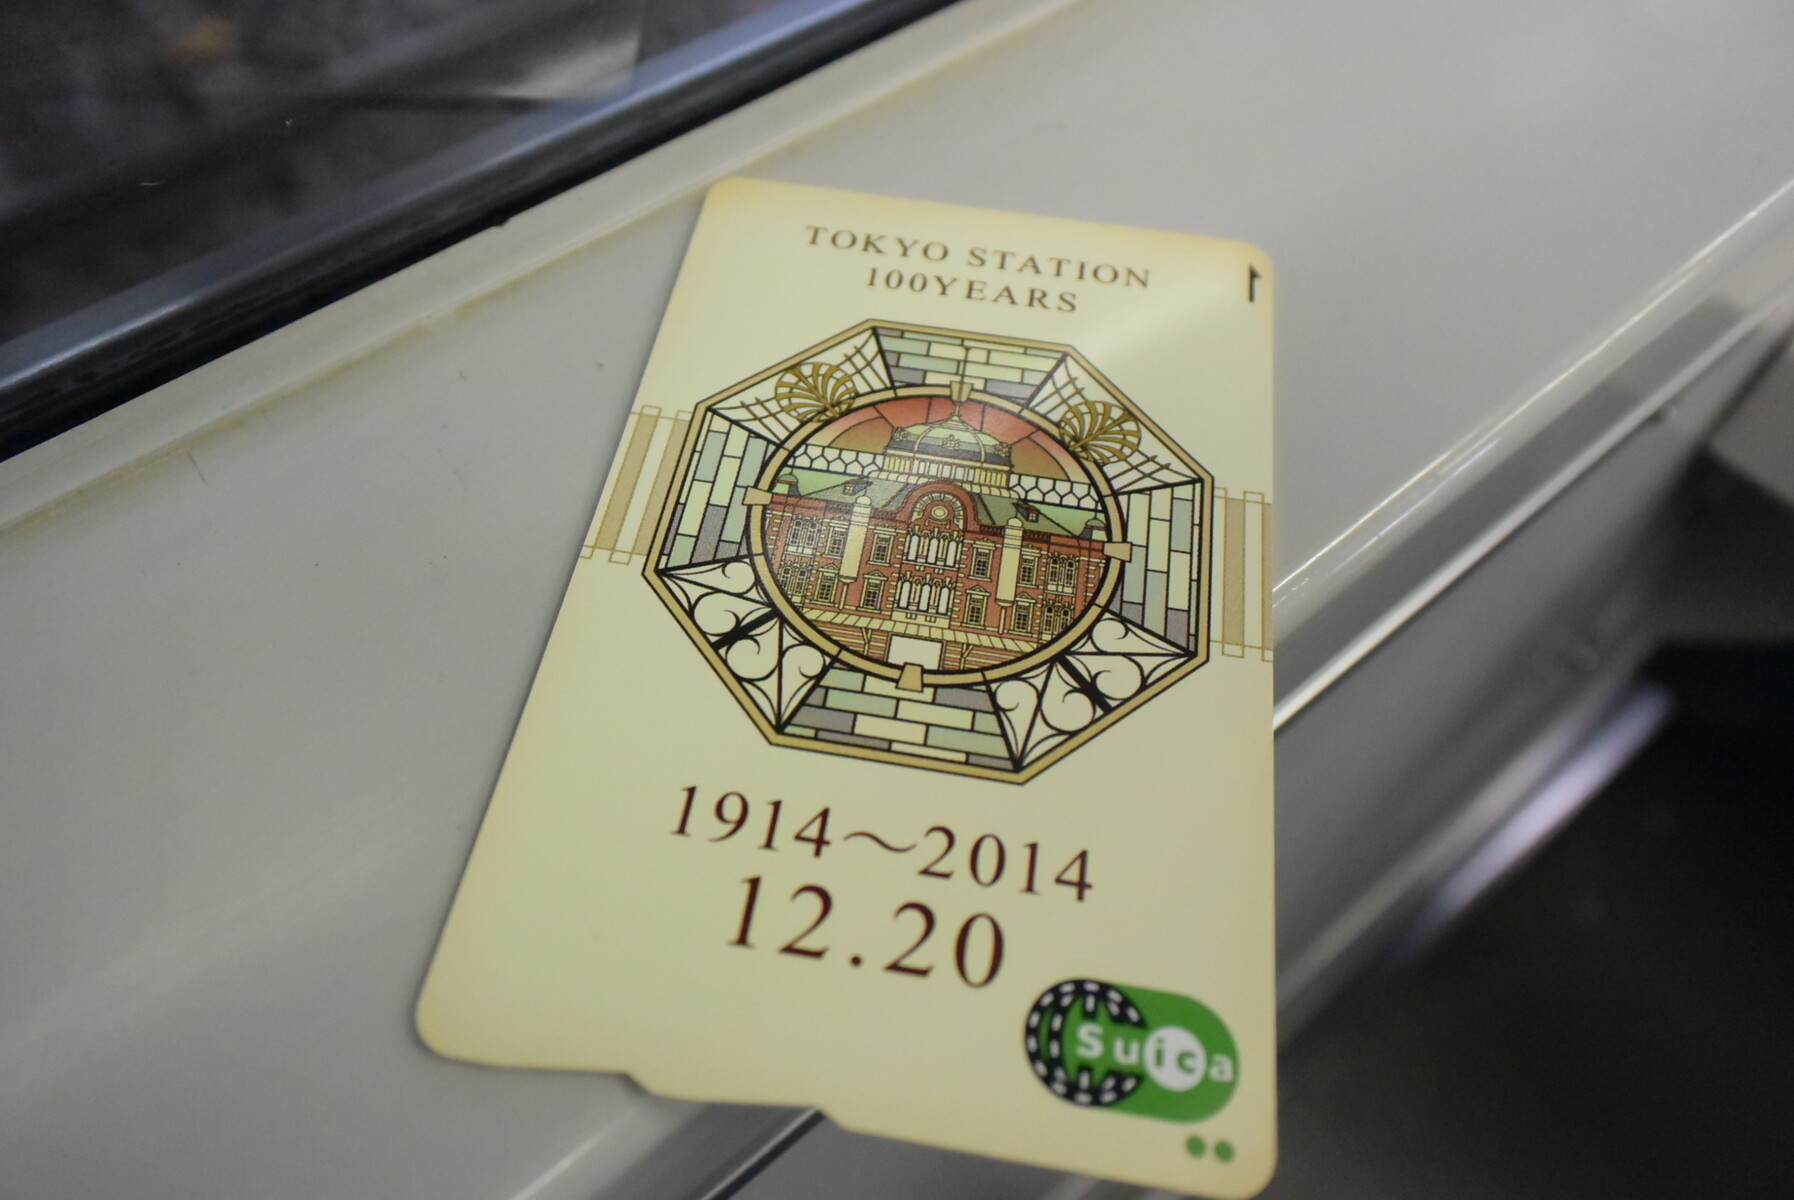 TOKYO STATION
100YEARS
1914～2014
12.20
Suica